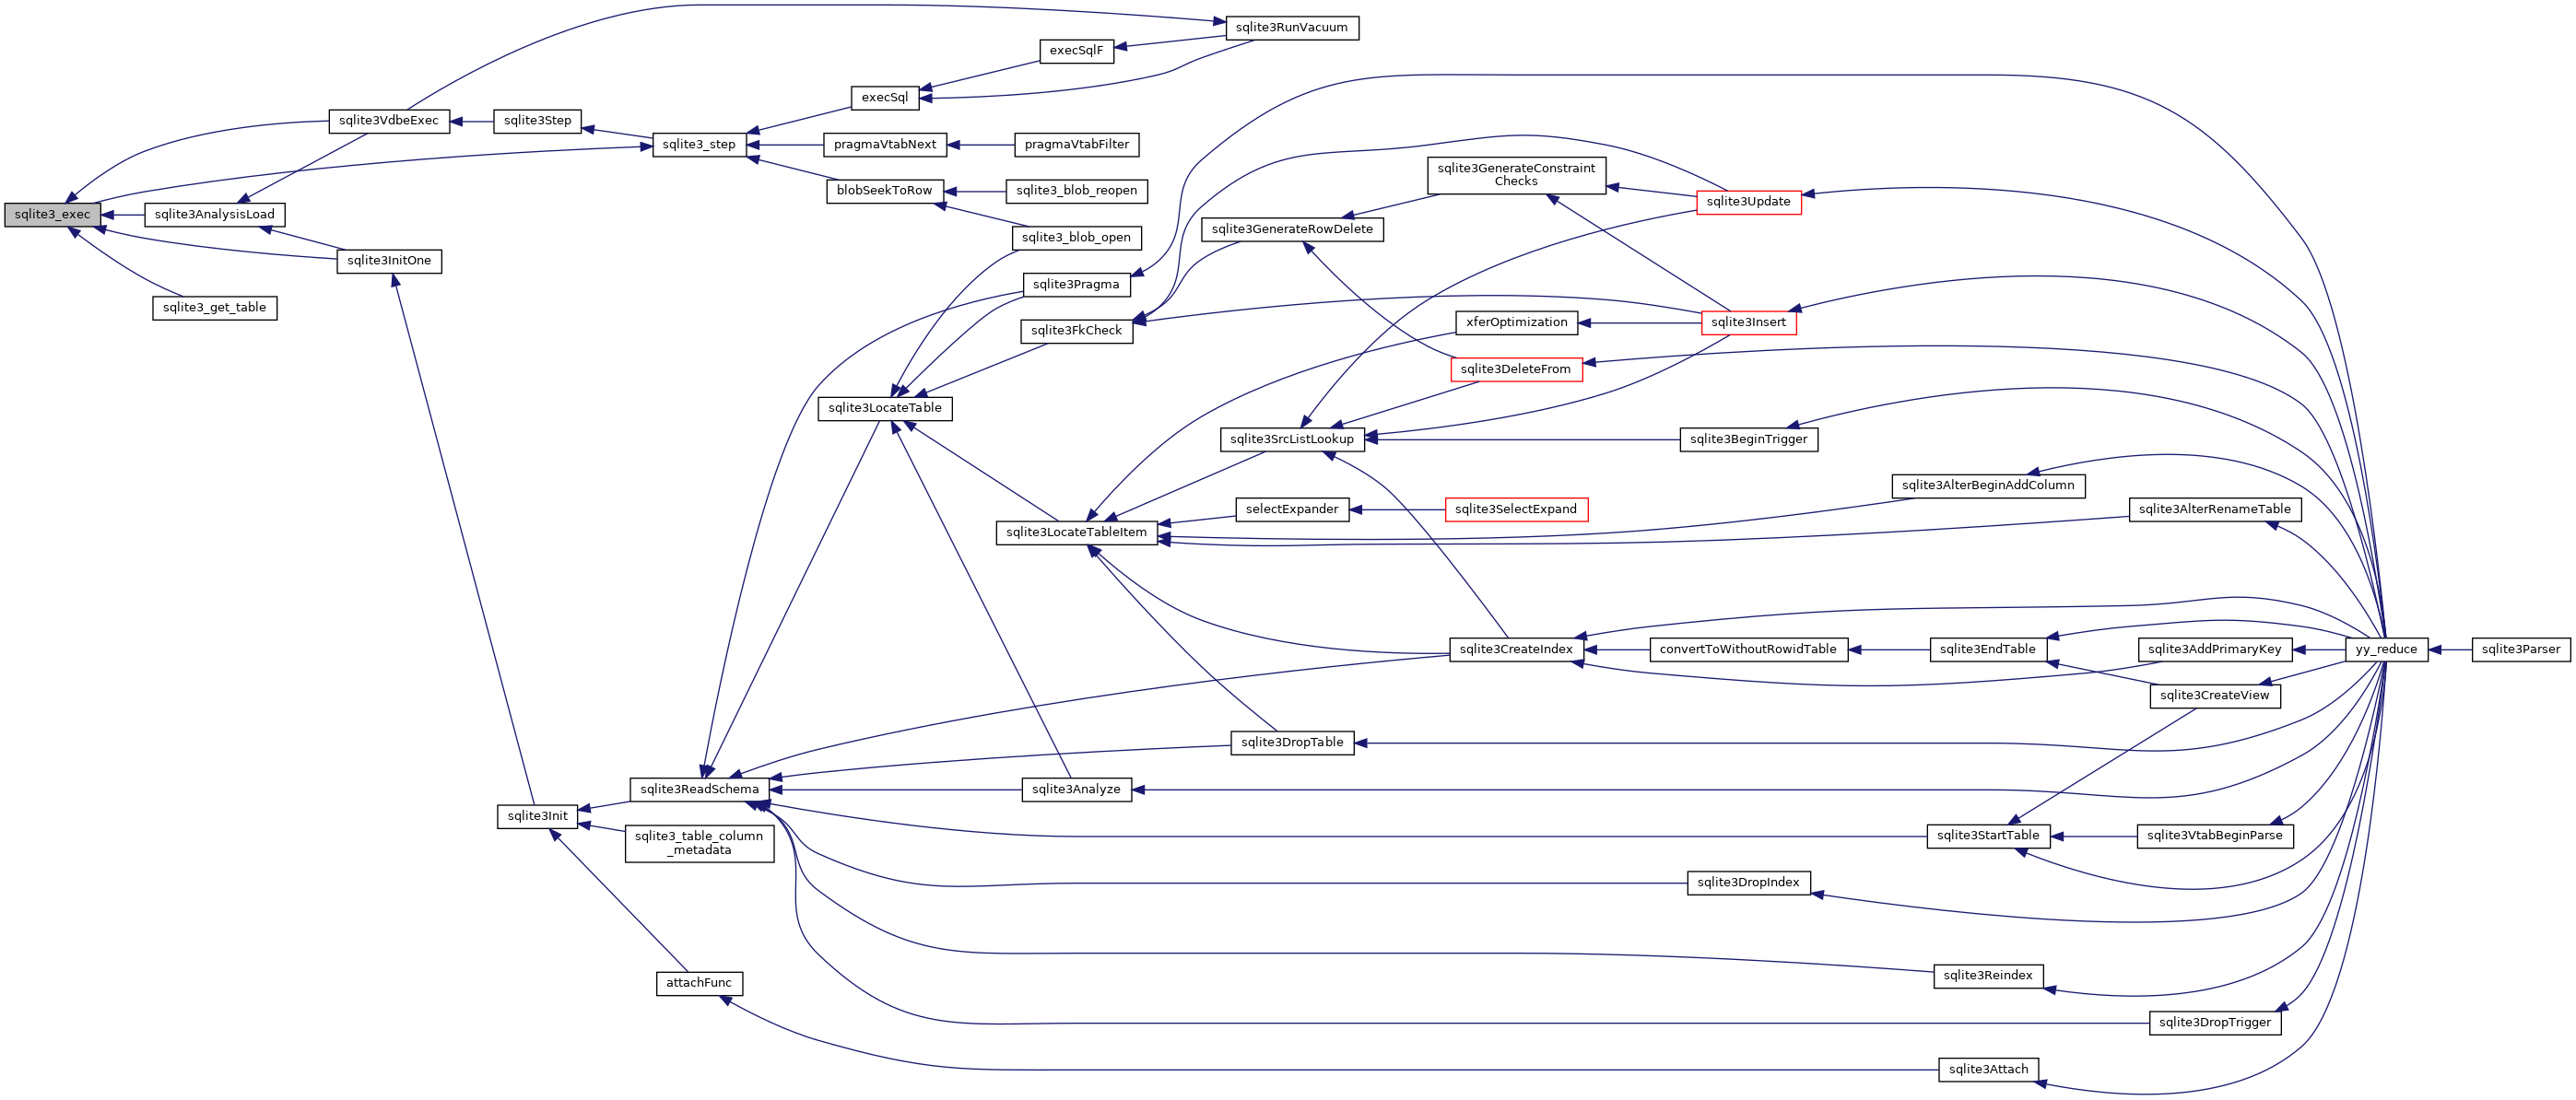 sqlite3RunVacuum
execSqlF
execSql
sqlite3VdbeExec
sqlite3Step
sqlite3_step
pragmaVtabNext
pragmaVtabFilter
sqlite3GenerateConstraint
Checks
blobSeekToRow
sqlite3_blob_reopen
sqlite3Update
sqlite3_exec
sqlite3AnalysisLoad
sqlite3GenerateRowDelete
sqlite3_blob_open
sqlite3InitOne
sqlite3Pragma
sqlite3_get_table
sqlite3FkCheck
xferOptimization
sqlite3Insert
sqlite3DeleteFrom
sqlite3LocateTable
sqlite3SrcListLookup
sqlite3BeginTrigger
sqlite3AlterBeginAddColumn
selectExpander
sqlite3SelectExpand
sqlite3AlterRenameTable
sqlite3LocateTableItem
sqlite3CreateIndex
convertToWithoutRowidTable
sqlite3EndTable
sqlite3AddPrimaryKey
yy_reduce
sqlite3Parser
sqlite3CreateView
sqlite3DropTable
sqlite3ReadSchema
sqlite3Analyze
sqlite3Init
sqlite3_table_column
_metadata
sqlite3StartTable
sqlite3VtabBeginParse
sqlite3DropIndex
attachFunc
sqlite3Reindex
sqlite3DropTrigger
sqlite3Attach